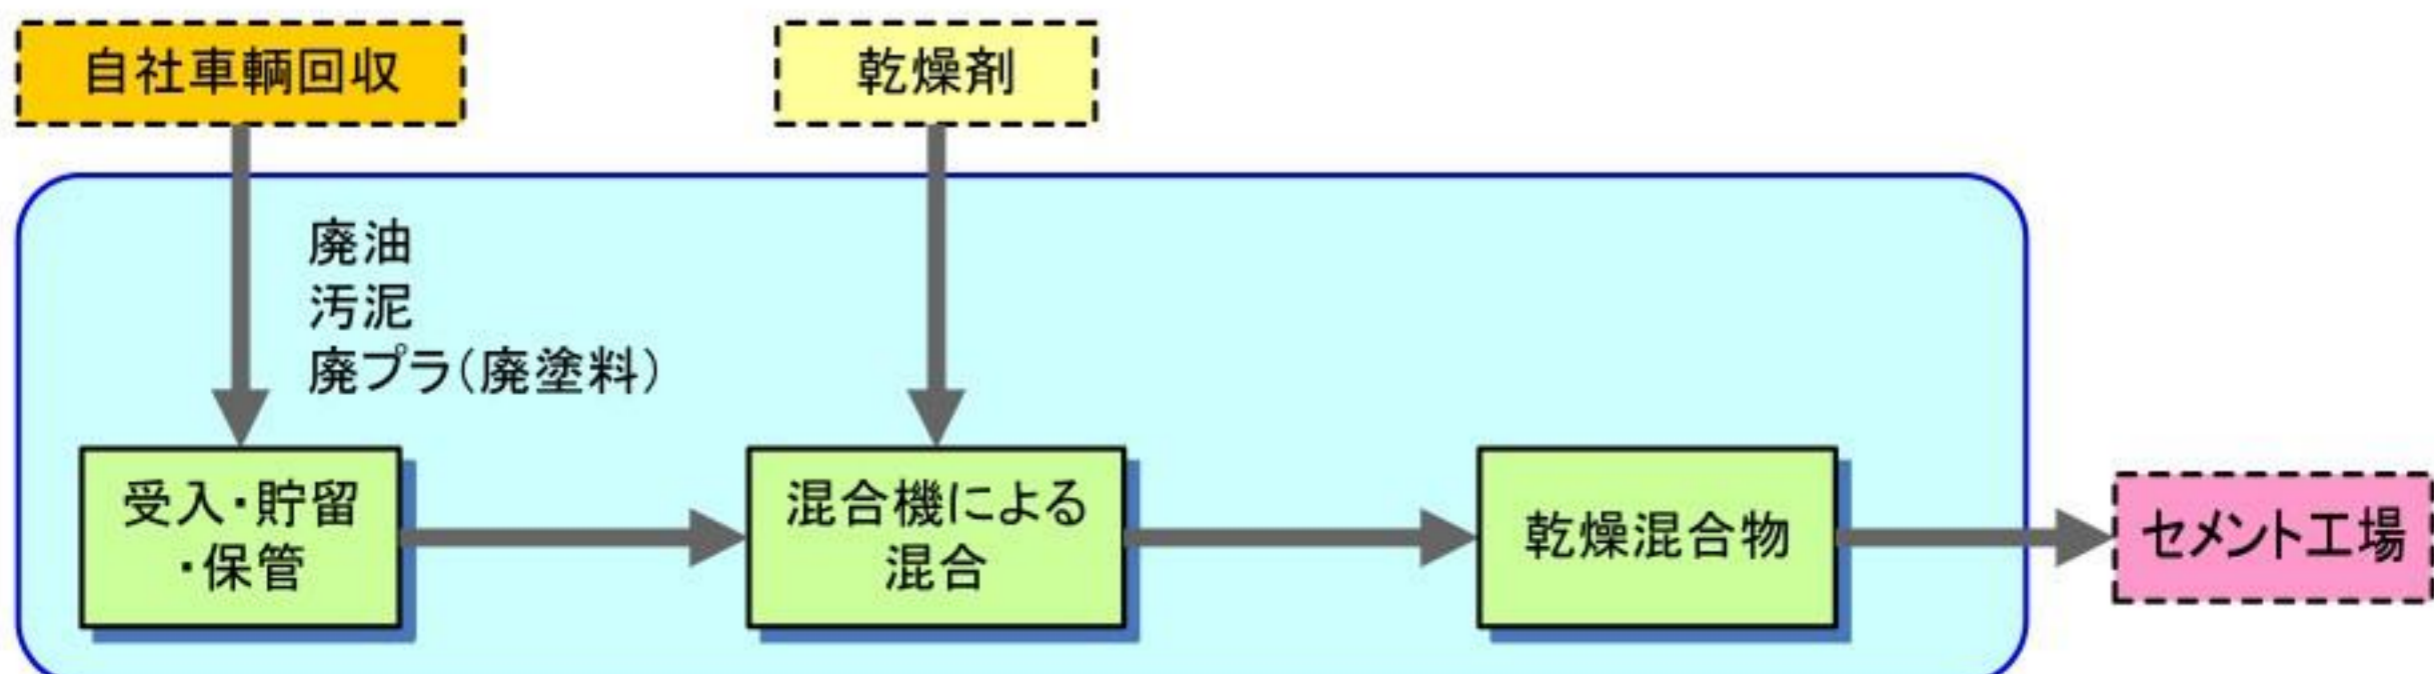 自社車輌回収
乾燥剤
廃油
汚泥
廃プラ(廃塗料)
受入・貯留
・保管
混合機による
混合
乾燥混合物
セメント工場